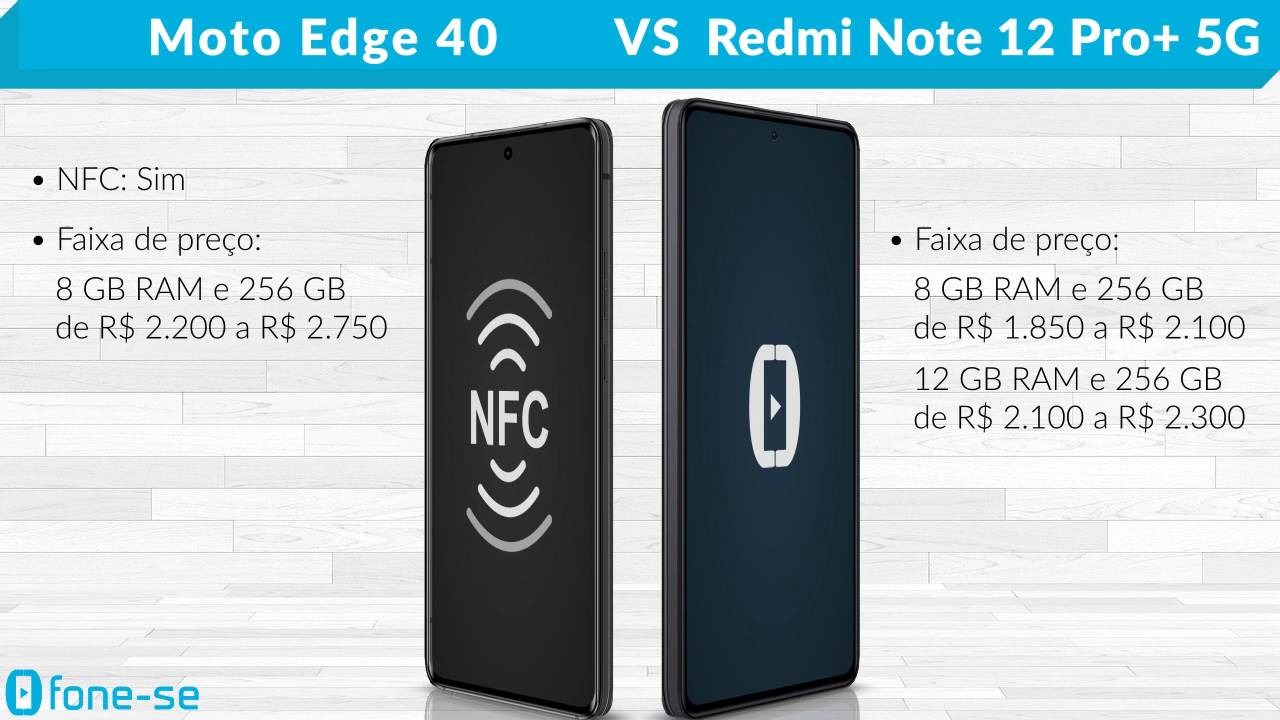 Moto Edge 40 VS Redmi Note 12 Pro+ 5G
• NFC: Sim
• Faixa de preço:
8 GB RAM e 256 GB
de R$ 2.200 a R$ 2.750
NFC
• Faixa de preço:
8 GB RAM e 256 GB
de R$ 1.850 a R$ 2.100
12 GB RAM e 256 GB
de R$ 2.100 a R$ 2.300
fone-se